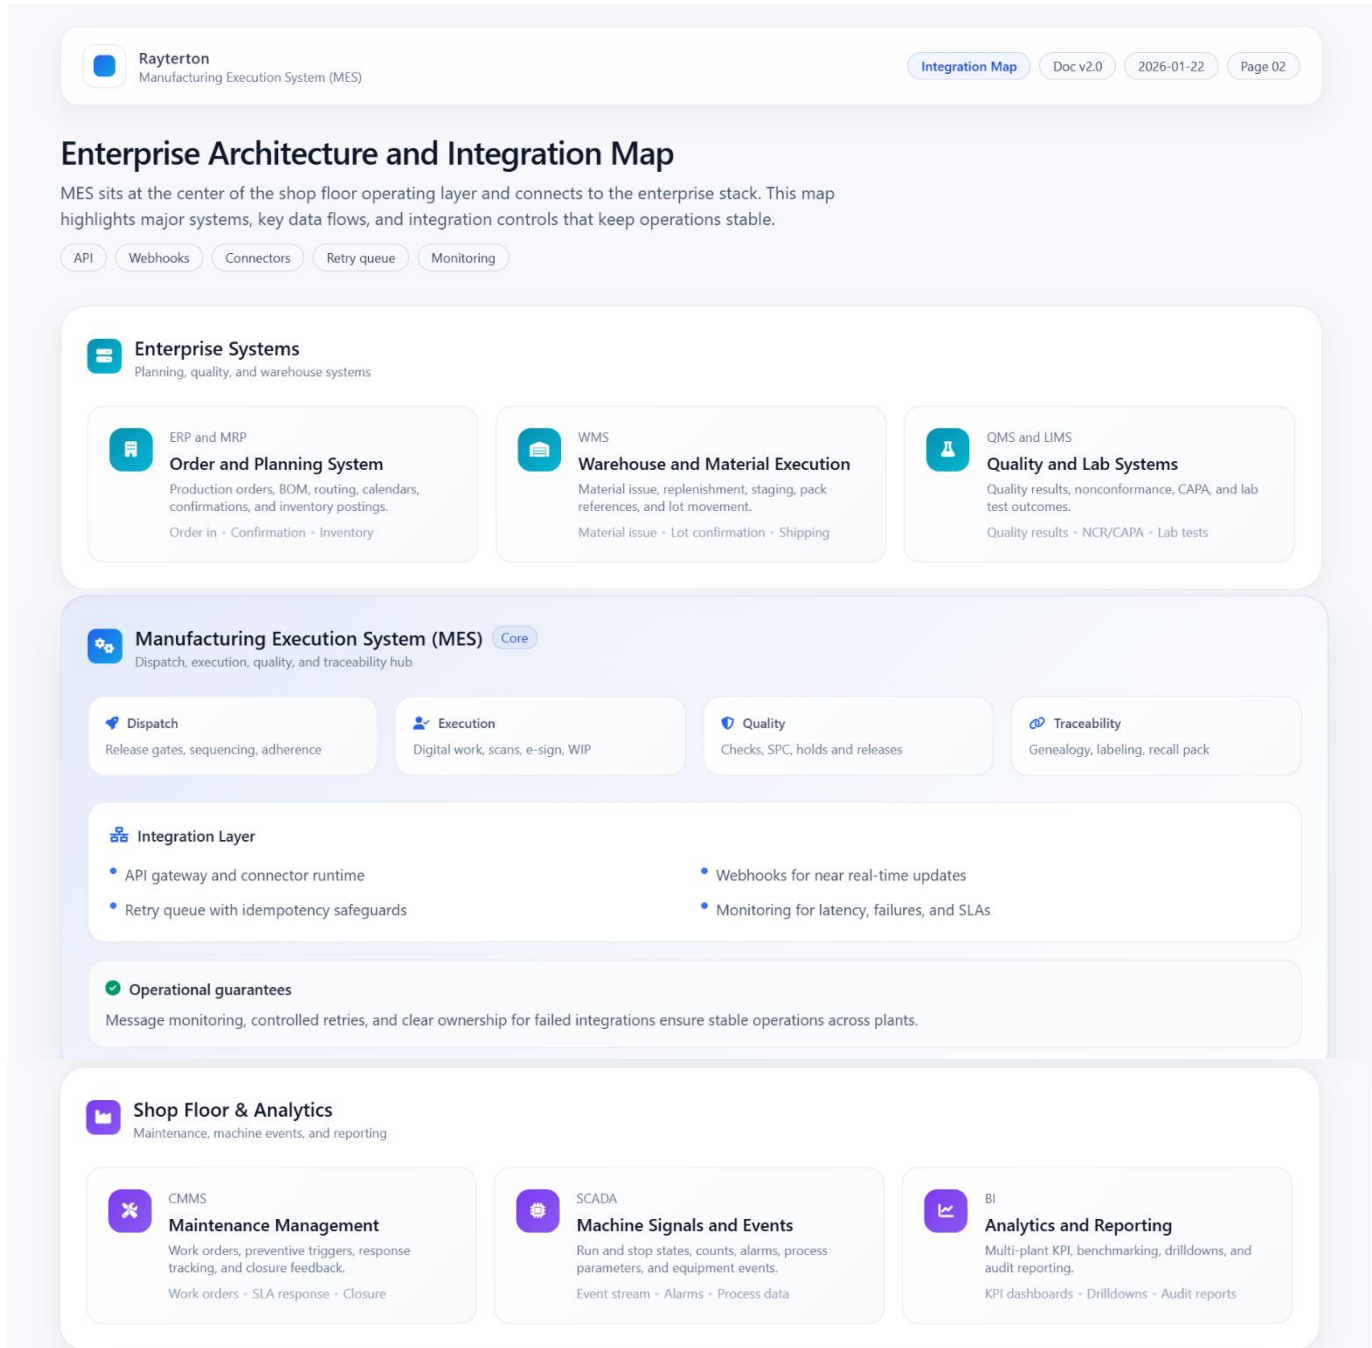 Rayterton
Manufacturing Execution System (MES)
Integration Map
Doc v2.0
2026-01-22
Page 02
Enterprise Architecture and Integration Map
MES sits at the center of the shop floor operating layer and connects to the enterprise stack. This map
highlights major systems, key data flows, and integration controls that keep operations stable.
API
Webhooks
Connectors
Retry queue
Monitoring
Enterprise Systems
Planning, quality, and warehouse systems
ERP and MRP
Order and Planning System
Production orders, BOM, routing, calendars,
confirmations, and inventory postings.
Order in • Confirmation • Inventory
WMS
Warehouse and Material Execution
Material issue, replenishment, staging, pack
references, and lot movement.
Material issue • Lot confirmation • Shipping
QMS and LIMS
Quality and Lab Systems
Quality results, nonconformance, CAPA, and lab
test outcomes.
Quality results • NCR/CAPA • Lab tests
Manufacturing Execution System (MES)
Core
Dispatch, execution, quality, and traceability hub
Dispatch
Release gates, sequencing, adherence
Execution
Digital work, scans, e-sign, WIP
Quality
Checks, SPC, holds and releases
Traceability
Genealogy, labeling, recall pack
Integration Layer
• API gateway and connector runtime
• Webhooks for near real-time updates
• Retry queue with idempotency safeguards
• Monitoring for latency, failures, and SLAs
Operational guarantees
Message monitoring, controlled retries, and clear ownership for failed integrations ensure stable operations across plants.
Shop Floor & Analytics
Maintenance, machine events, and reporting
CMMS
Maintenance Management
Work orders, preventive triggers, response
tracking, and closure feedback.
Work orders • SLA response • Closure
SCADA
Machine Signals and Events
Run and stop states, counts, alarms, process
parameters, and equipment events.
Event stream • Alarms • Process data
BI
Analytics and Reporting
Multi-plant KPI, benchmarking, drilldowns, and
audit reporting.
KPI dashboards • Drilldowns • Audit reports